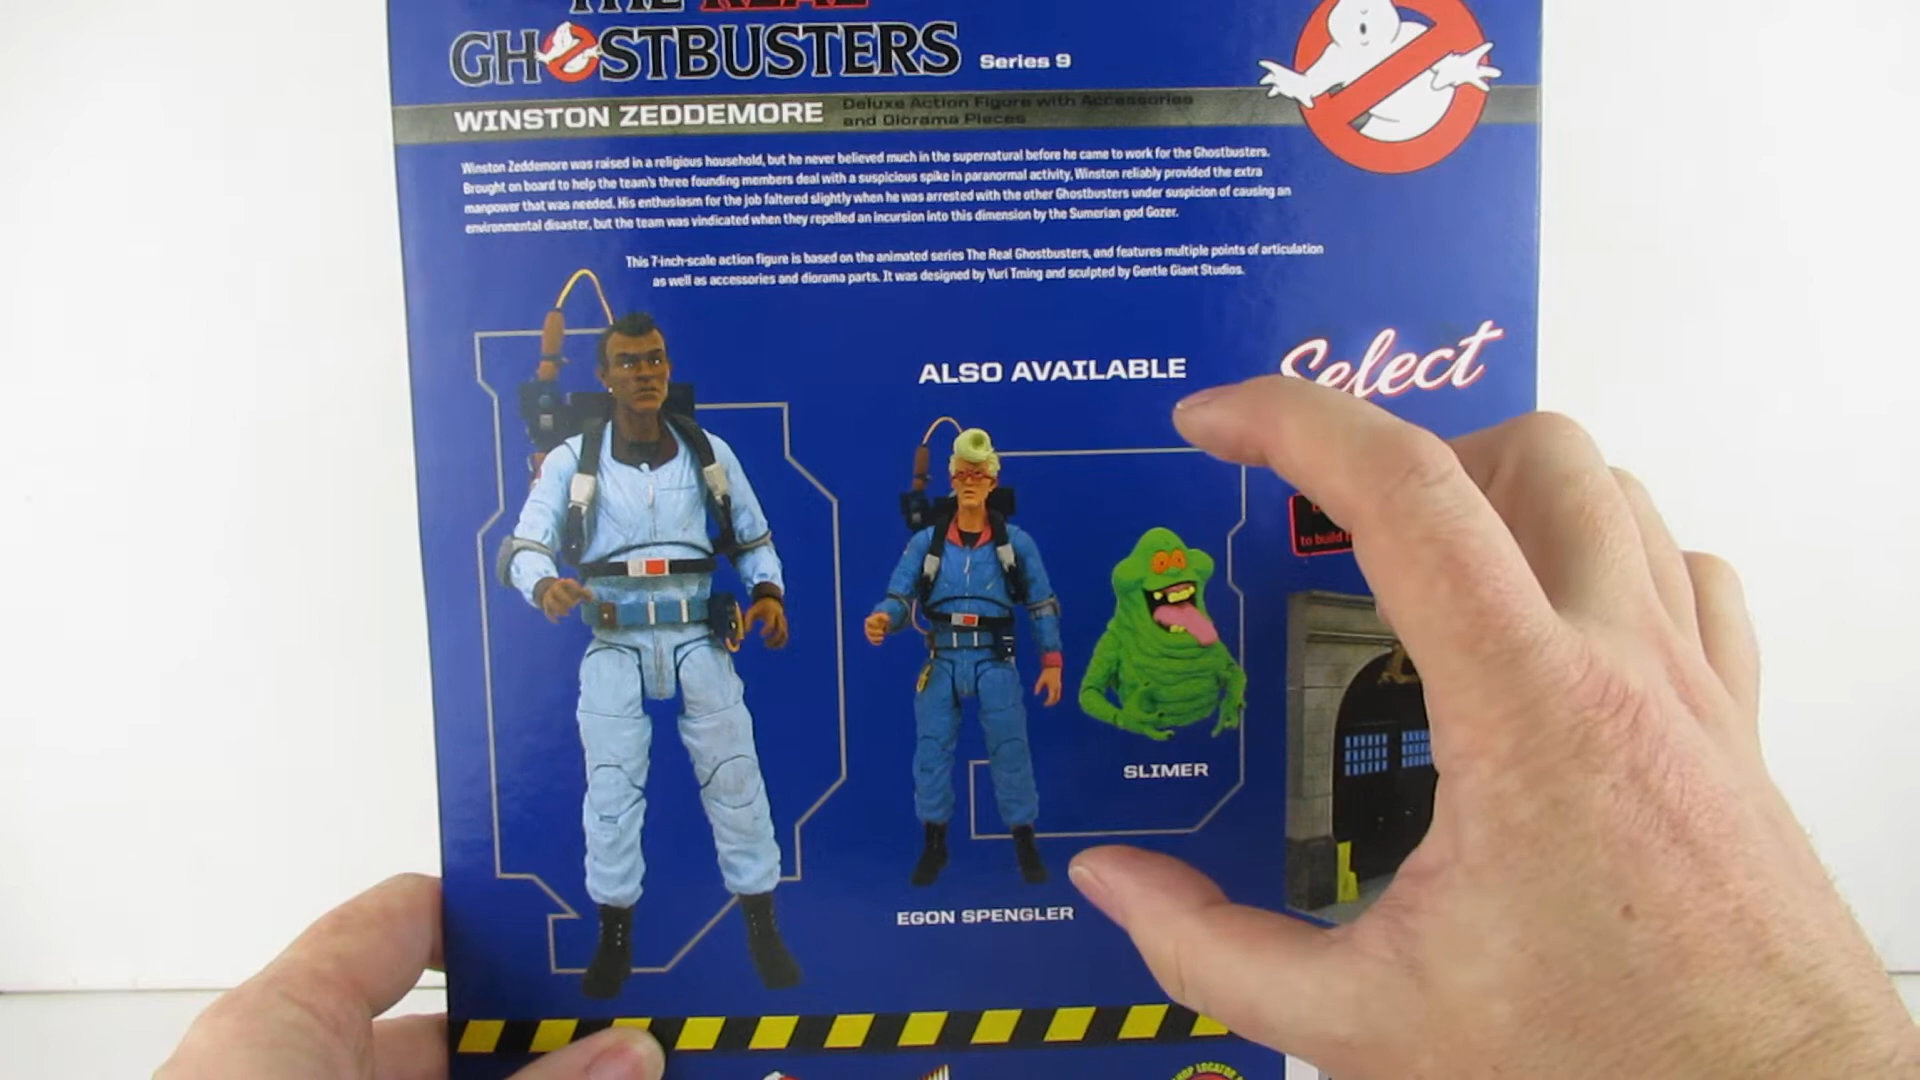 THE REAL
GHOSTBUSTERS Series 9
WINSTON ZEDDEMORE Deluxe Action Figure with Accessories
and Diorama Pieces
Winston Zeddemore was raised in a religious household, but he never believed much in the supernatural before he came to work for the Ghostbusters.
Brought on board to help the team's three founding members deal with a suspicious spike in paranormal activity, Winston reliably provided the extra
manpower that was needed. His enthusiasm for the job faltered slightly when he was arrested with the other Ghostbusters under suspicion of causing an
environmental disaster, but the team was vindicated when they repelled an incursion into this dimension by the Sumerian god Gozer.
This 7-inch-scale action figure is based on the animated series The Real Ghostbusters, and features multiple points of articulation
as well as accessories and diorama parts. It was designed by Yuri Tming and sculpted by Gentle Giant Studios.
Select
ALSO AVAILABLE
to build
SLIMER
EGON SPENGLER
SHOP LOCATOR